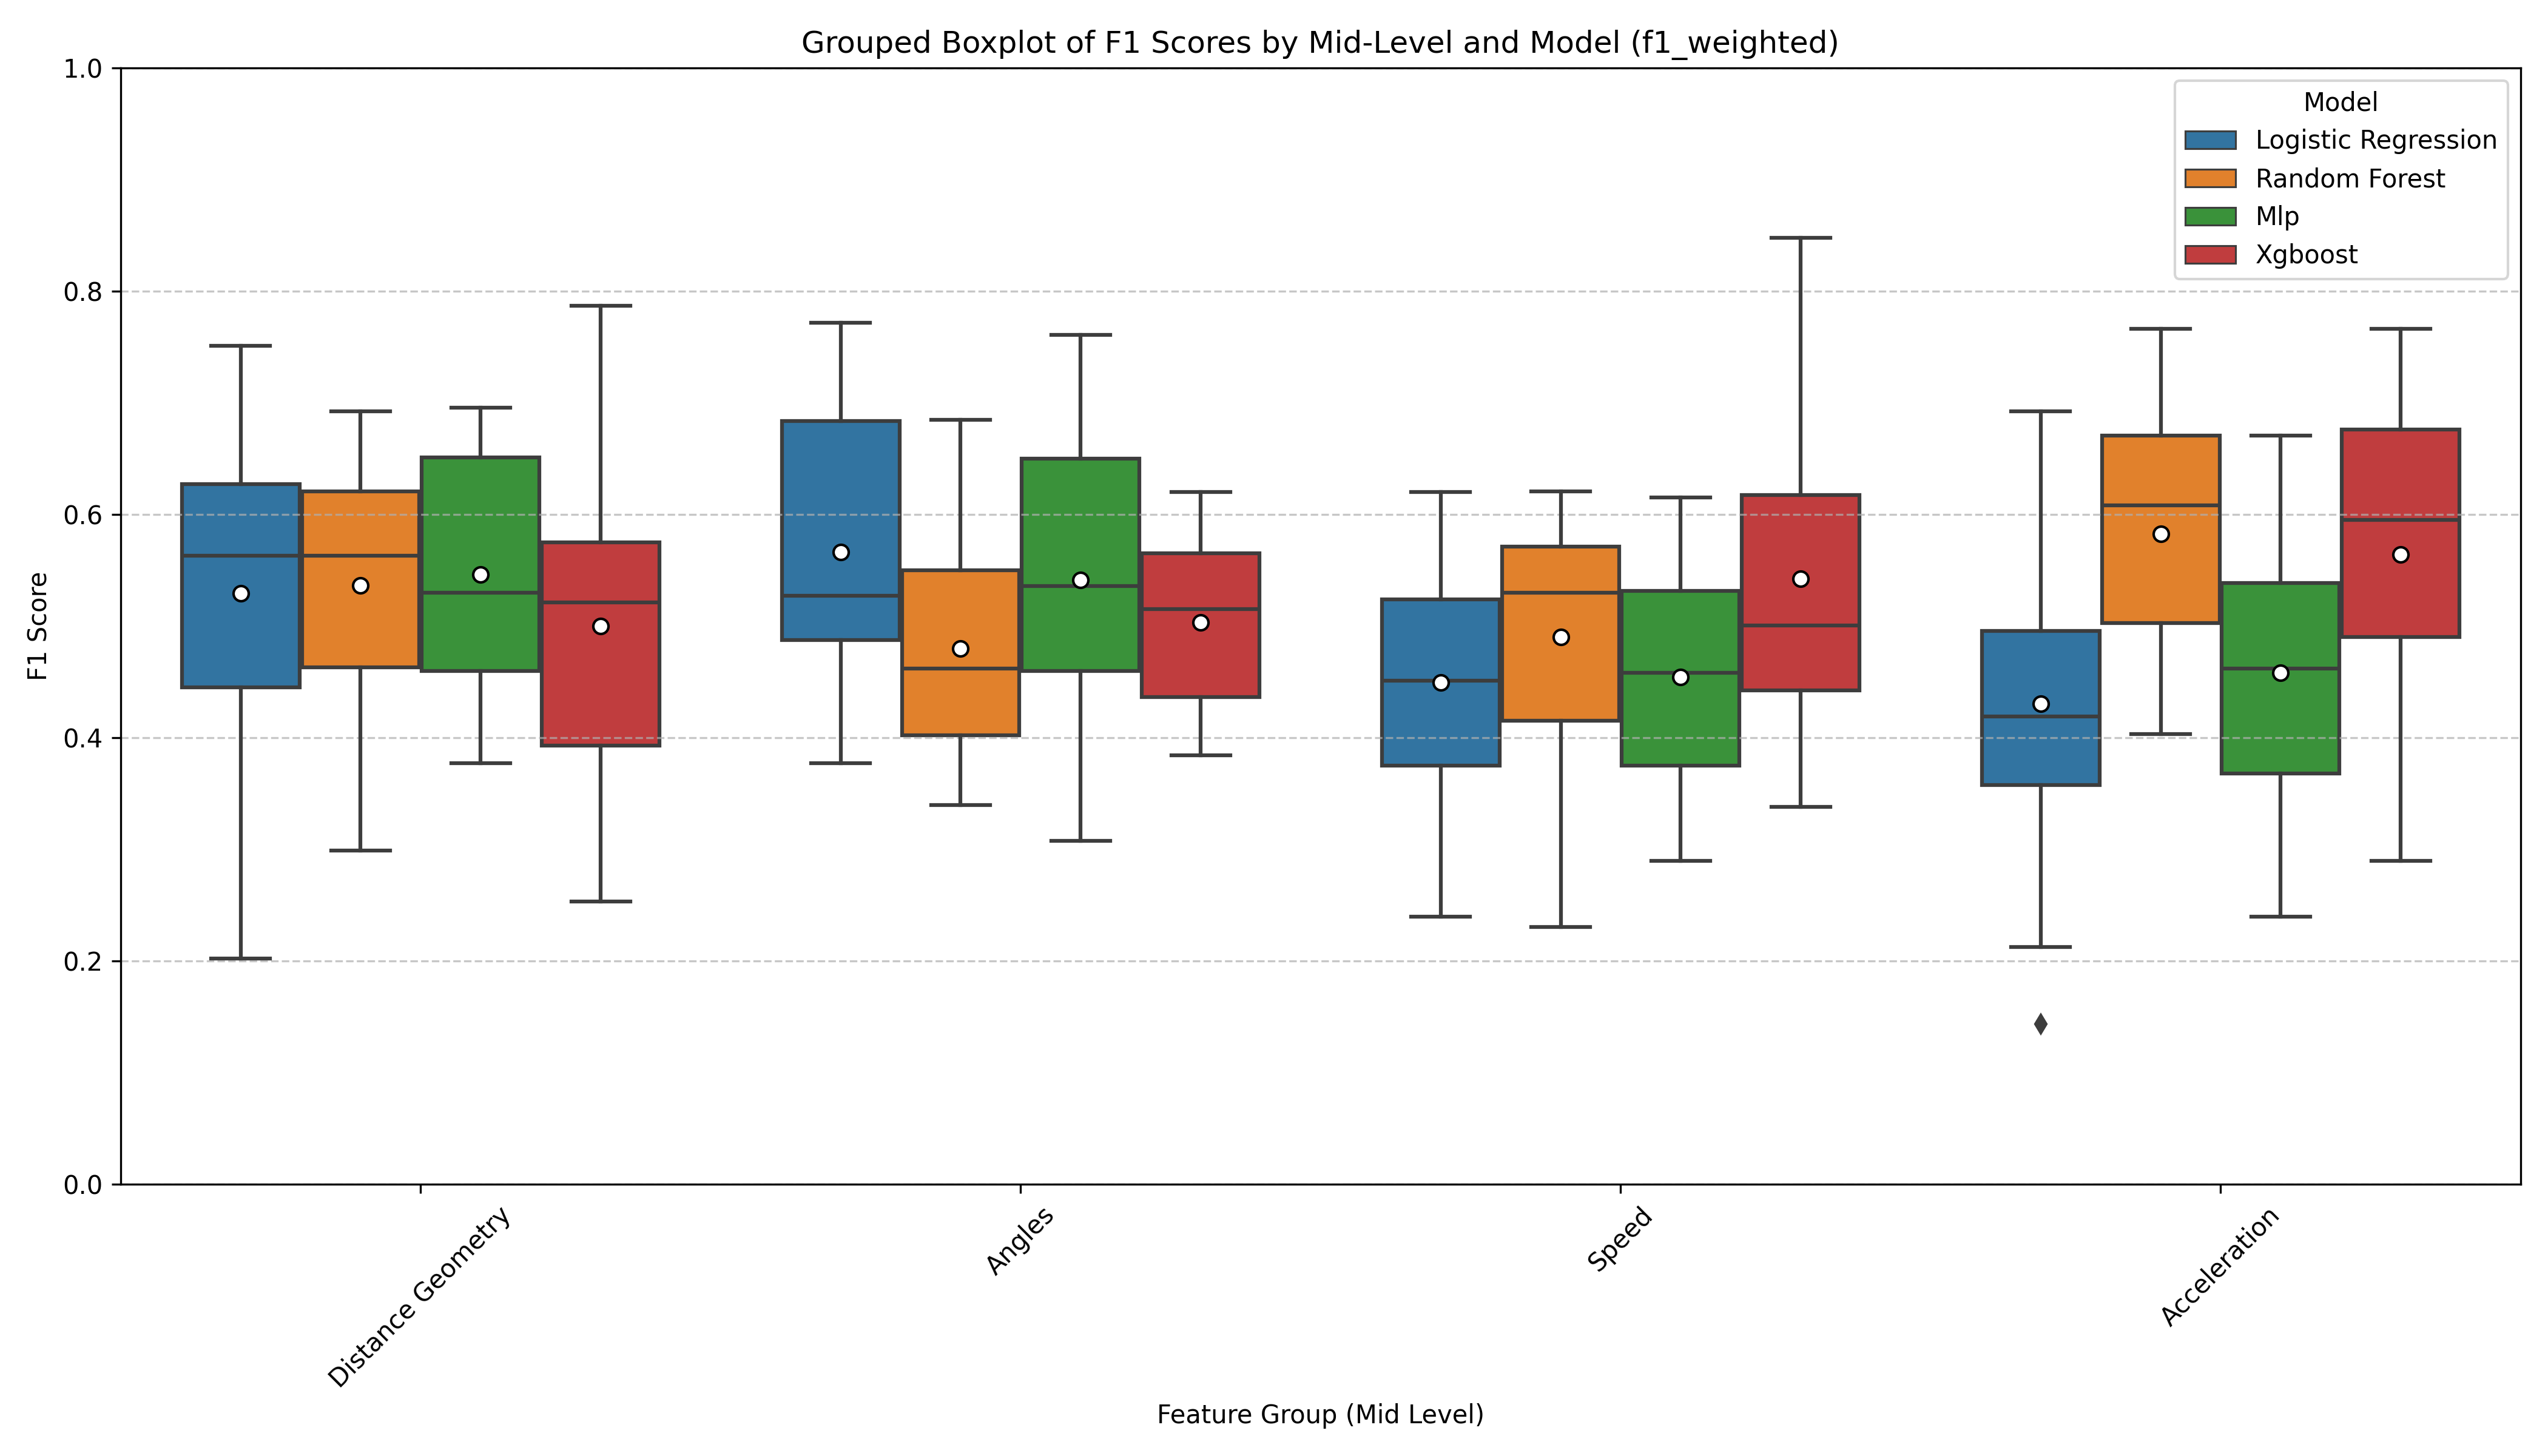 Grouped Boxplot of F1 Scores by Mid-Level and Model (f1_weighted)
1.0
0.8
0.6
0.4
0.2
0.0
F1 Score
Model
Logistic Regression
Random Forest
Mlp
Xgboost
Distance Geometry
Angles
Speed
Acceleration
Feature Group (Mid Level)